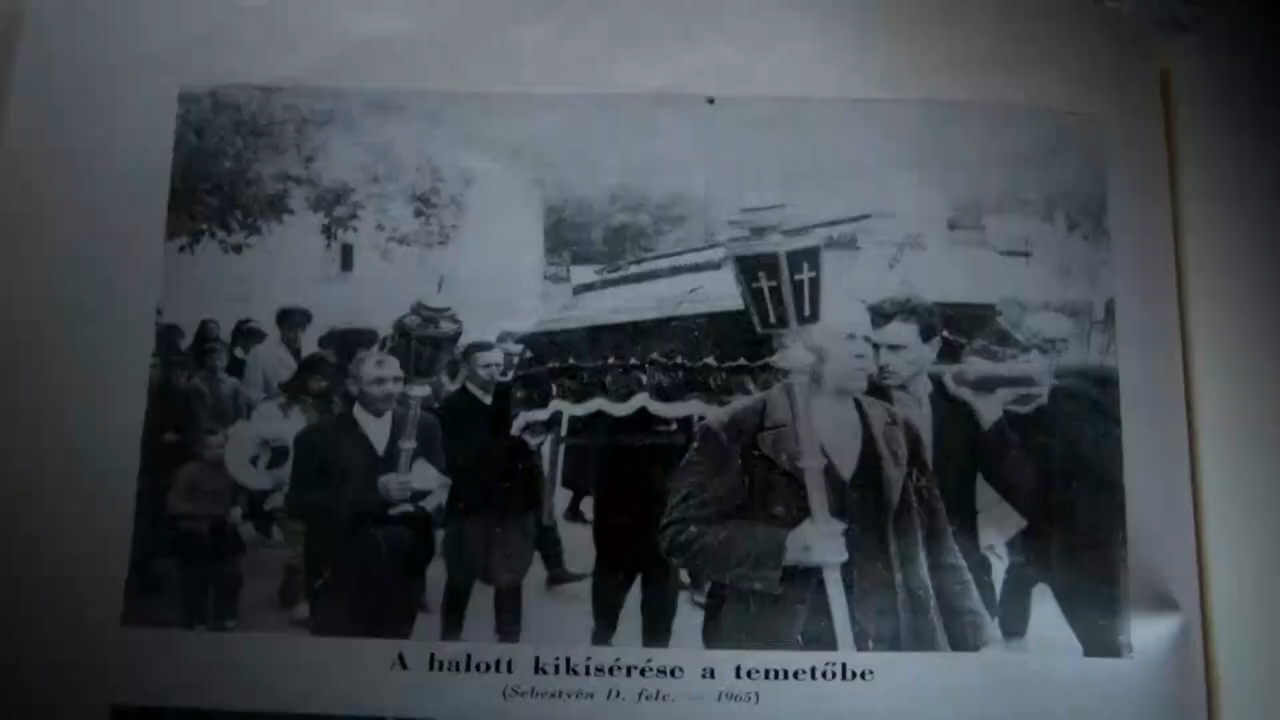 A halott kikísérése a temetőbe
(Sebestyén D. felv. — 1965)